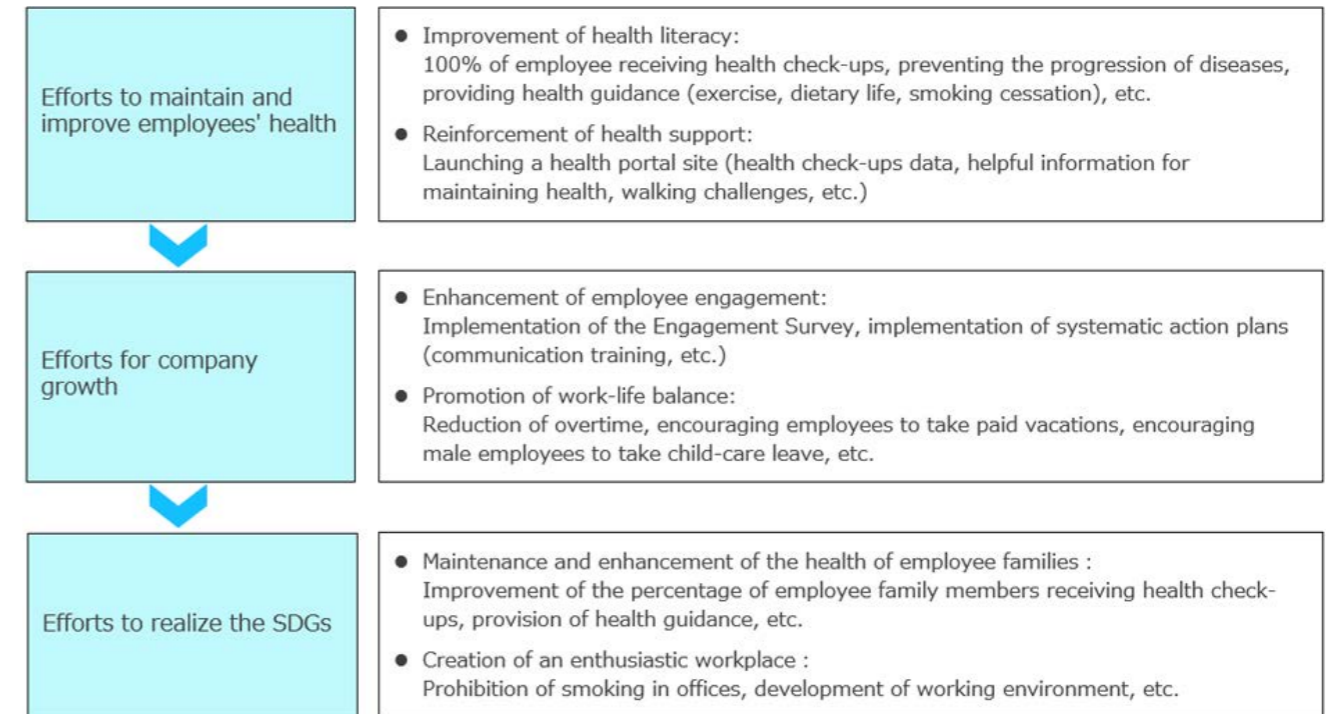 Efforts to maintain and
improve employees' health
● Improvement of health literacy:
100% of employee receiving health check-ups, preventing the progression of diseases,
providing health guidance (exercise, dietary life, smoking cessation), etc.
● Reinforcement of health support:
Launching a health portal site (health check-ups data, helpful information for
maintaining health, walking challenges, etc.)
Efforts for company
growth
● Enhancement of employee engagement:
Implementation of the Engagement Survey, implementation of systematic action plans
(communication training, etc.)
● Promotion of work-life balance:
Reduction of overtime, encouraging employees to take paid vacations, encouraging
male employees to take child-care leave, etc.
Efforts to realize the SDGs
● Maintenance and enhancement of the health of employee families :
Improvement of the percentage of employee family members receiving health check-
ups, provision of health guidance, etc.
● Creation of an enthusiastic workplace :
Prohibition of smoking in offices, development of working environment, etc.